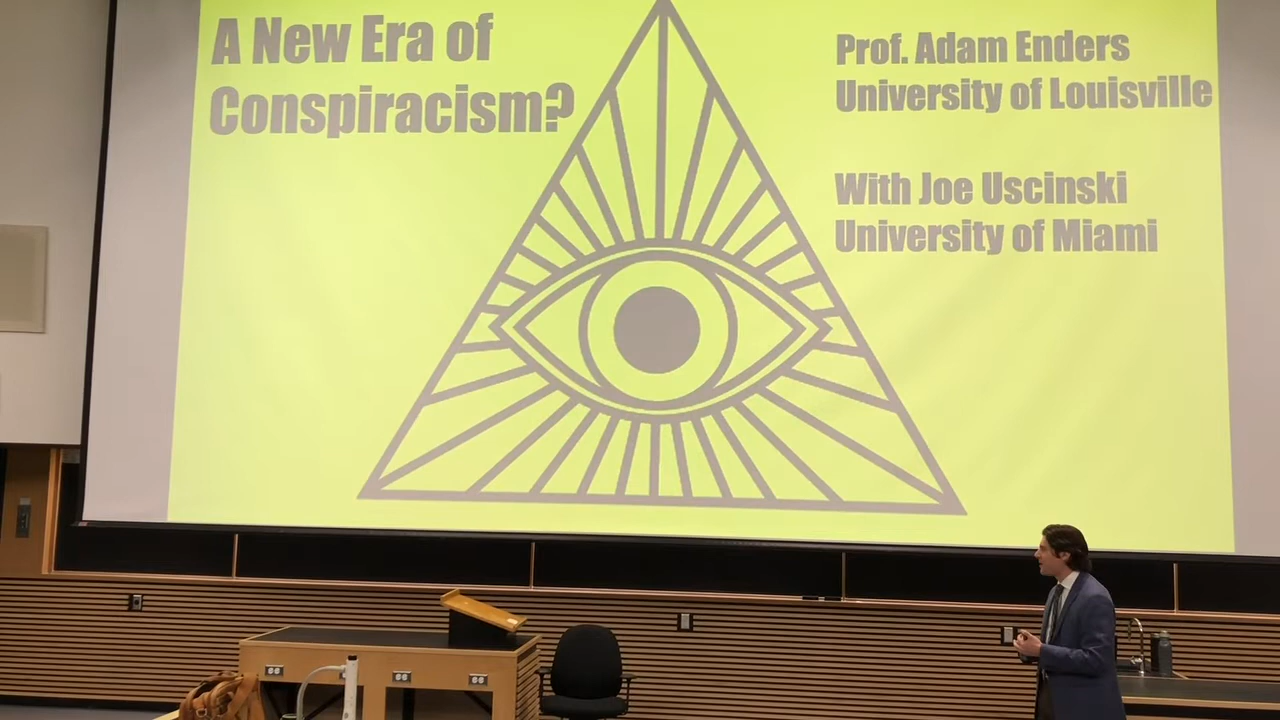 A New Era of
Conspiracism?
Prof. Adam Enders
University of Louisville
With Joe Uscinski
University of Miami